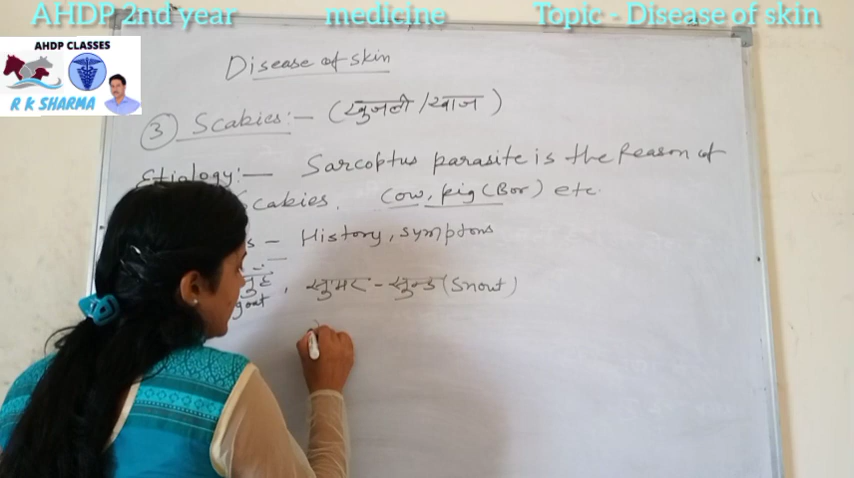 AHDP 2nd year medicine Topic - Disease of skin
AHDP CLASSES
R K SHARMA
Disease of skin
③ Scabies:- (खुजली/खाज)
Etiology:- Sarcoptus parasite is the Reason of
Scabies. Cow, pig (Bor) etc.
- History, symptoms
मुँह, सुअर - सुन्ड (Snout)
goat